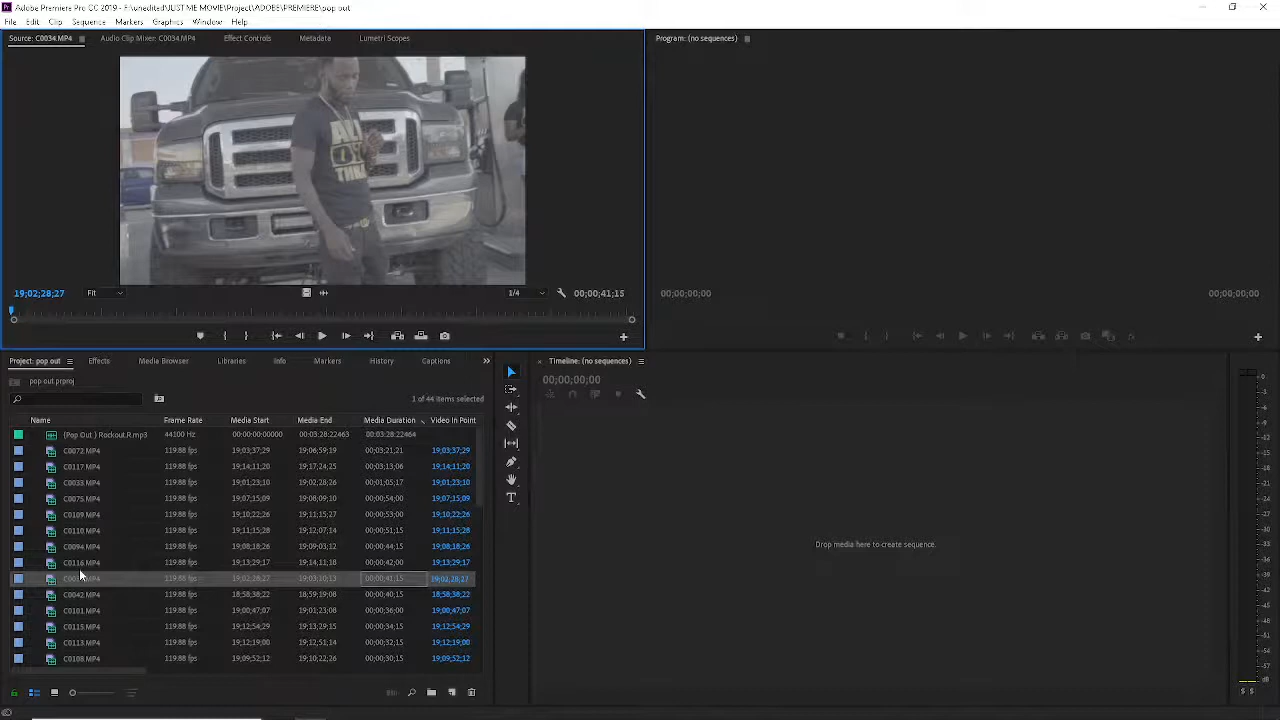 Adobe Premiere Pro CC 2019 - F:\unedited\JUST ME MOVIE\Project\ADOBE\PREMIERE\pop out
File Edit Clip Sequence Markers Graphics Window Help
Source: C0034.MP4 Audio Clip Mixer: C0034.MP4 Effect Controls Metadata Lumetri Scopes
Program: (no sequences)
19;02;28;27 Fit 1/4 00;00;41;15
00;00;00;00 00;00;00;00
Project: pop out Effects Media Browser Libraries Info Markers History Captions
Timeline: (no sequences)
pop out.prproj
00;00;00;00
1 of 44 items selected
Name Frame Rate Media Start Media End Media Duration Video In Point
(Pop Out ) Rockout.R.mp3 44100 Hz 00:00:00:00000 00:03:28:22463 00:03:28:22464
C0072.MP4 119.88 fps 19;03;37;29 19;06;59;19 00;03;21;21 19;03;37;29
C0117.MP4 119.88 fps 19;14;11;20 19;17;24;25 00;03;13;06 19;14;11;20
C0033.MP4 119.88 fps 19;01;23;10 19;02;28;26 00;01;05;17 19;01;23;10
C0075.MP4 119.88 fps 19;07;15;09 19;08;09;10 00;00;54;00 19;07;15;09
C0109.MP4 119.88 fps 19;10;22;26 19;11;15;27 00;00;53;00 19;10;22;26
C0110.MP4 119.88 fps 19;11;15;28 19;12;07;14 00;00;51;15 19;11;15;28
C0094.MP4 119.88 fps 19;08;18;26 19;09;03;12 00;00;44;15 19;08;18;26
C0116.MP4 119.88 fps 19;13;29;17 19;14;11;18 00;00;42;00 19;13;29;17
119.88 fps 19;02;28;27 19;03;10;13 00;00;41;15 19;02;28;27
C0042.MP4 119.88 fps 18;58;38;22 18;59;19;08 00;00;40;15 18;58;38;22
C0101.MP4 119.88 fps 19;00;47;07 19;01;23;08 00;00;36;00 19;00;47;07
C0115.MP4 119.88 fps 19;12;54;29 19;13;29;15 00;00;34;15 19;12;54;29
C0113.MP4 119.88 fps 19;12;19;00 19;12;51;14 00;00;32;15 19;12;19;00
C0108.MP4 119.88 fps 19;09;52;12 19;10;22;26 00;00;30;15 19;09;52;12
Drop media here to create sequence.